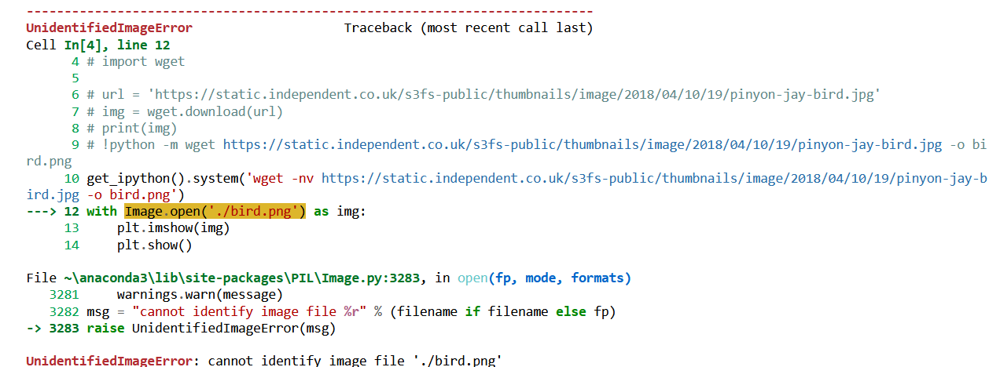 ---------------------------------------------------------------------------
UnidentifiedImageError                    Traceback (most recent call last)
Cell In[4], line 12
      4 # import wget
      5
      6 # url = 'https://static.independent.co.uk/s3fs-public/thumbnails/image/2018/04/10/19/pinyon-jay-bird.jpg'
      7 # img = wget.download(url)
      8 # print(img)
      9 # !python -m wget https://static.independent.co.uk/s3fs-public/thumbnails/image/2018/04/10/19/pinyon-jay-bird.jpg -o bi
rd.png
     10 get_ipython().system('wget -nv https://static.independent.co.uk/s3fs-public/thumbnails/image/2018/04/10/19/pinyon-jay-b
ird.jpg -o bird.png')
---> 12 with Image.open('./bird.png') as img:
     13     plt.imshow(img)
     14     plt.show()

File ~\anaconda3\lib\site-packages\PIL\Image.py:3283, in open(fp, mode, formats)
   3281     warnings.warn(message)
   3282 msg = "cannot identify image file %r" % (filename if filename else fp)
-> 3283 raise UnidentifiedImageError(msg)

UnidentifiedImageError: cannot identify image file './bird.png'